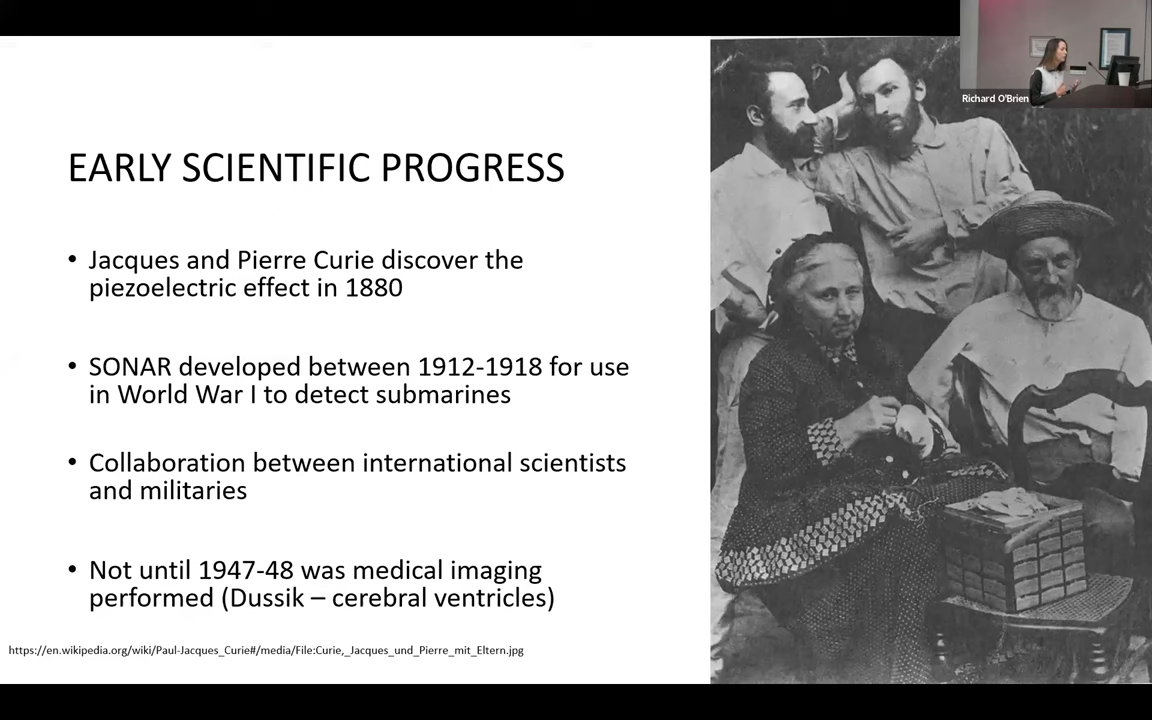 Richard O'Brien
EARLY SCIENTIFIC PROGRESS
• Jacques and Pierre Curie discover the
piezoelectric effect in 1880
• SONAR developed between 1912-1918 for use
in World War I to detect submarines
• Collaboration between international scientists
and militaries
• Not until 1947-48 was medical imaging
performed (Dussik – cerebral ventricles)
https://en.wikipedia.org/wiki/Paul-Jacques_Curie#/media/File:Curie,_Jacques_und_Pierre_mit_Eltern.jpg